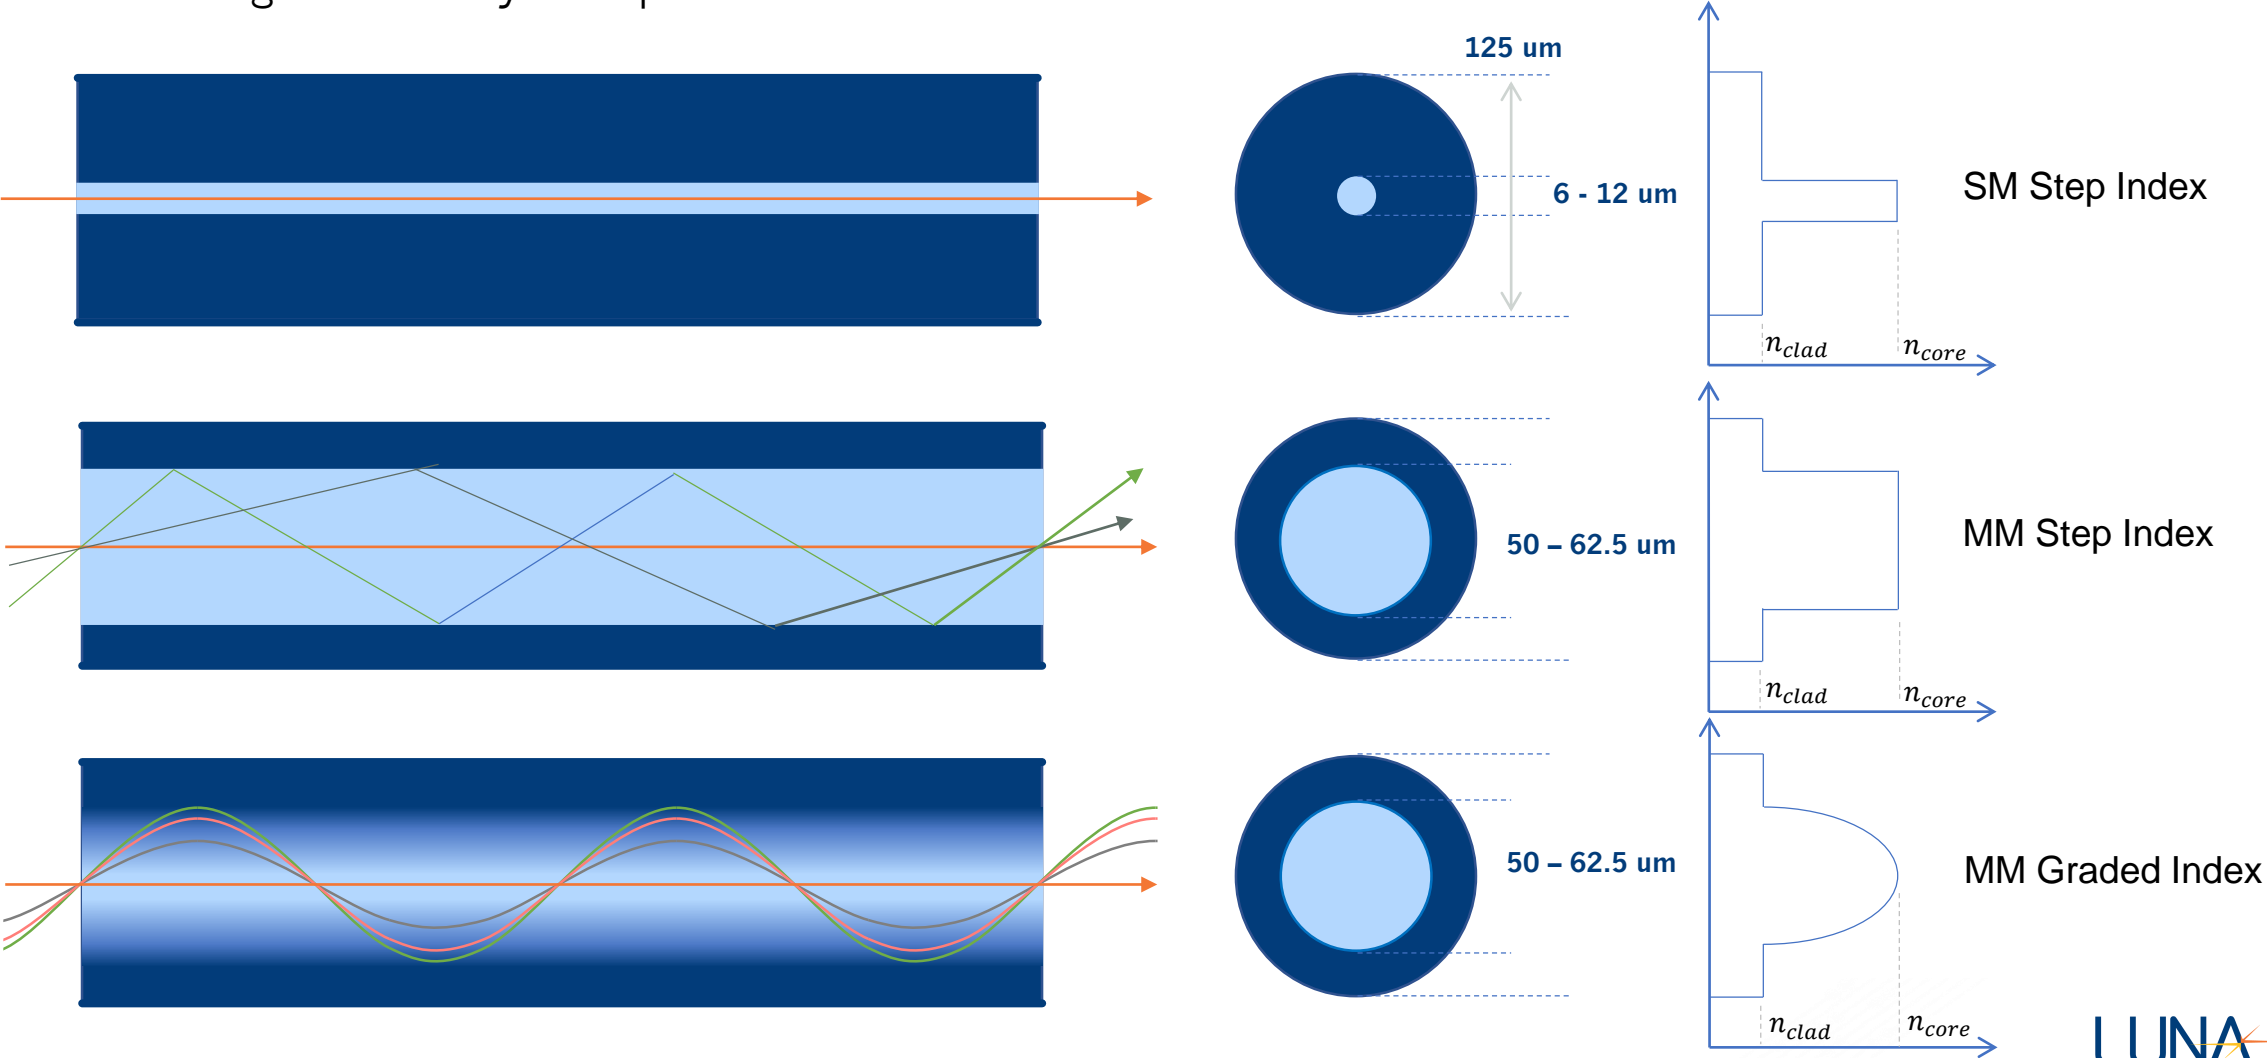 125 um
6 - 12 um
SM Step Index
n_clad
n_core
50 – 62.5 um
MM Step Index
n_clad
n_core
50 – 62.5 um
MM Graded Index
n_clad
n_core
LUNA